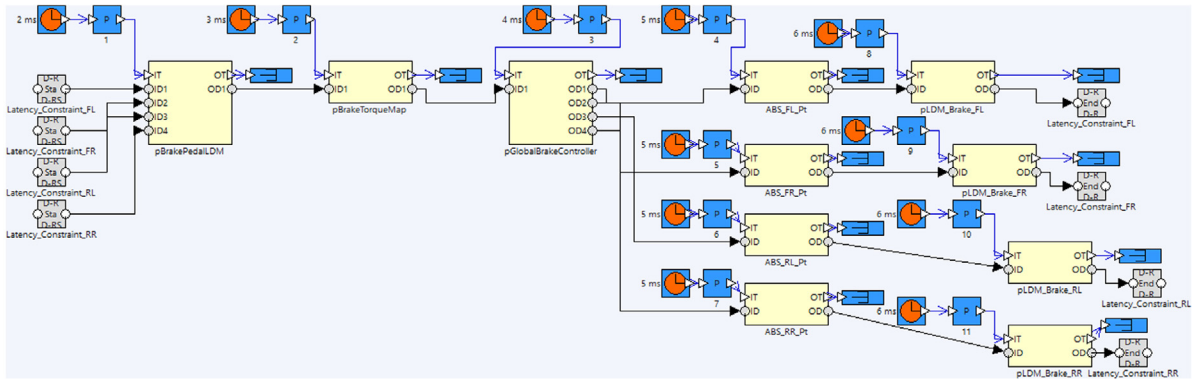 2 ms
P
1
3 ms
P
2
4 ms
P
3
5 ms
P
4
6 ms
P
8
D-R
Sta
D-RS
Latency_Constraint_FL
D-R
Sta
D-RS
Latency_Constraint_FR
D-R
Sta
D-RS
Latency_Constraint_RL
D-R
Sta
D-RS
Latency_Constraint_RR
IT OT
ID1 OD1
ID2
ID3
ID4
pBrakePedalLDM
IT OT
ID1 OD1
pBrakeTorqueMap
IT OT
ID1 OD1
OD2
OD3
OD4
pGlobalBrakeController
IT OT
ID OD
ABS_FL_Pt
IT OT
ID OD
pLDM_Brake_FL
D-R
End
D-R
Latency_Constraint_FL
5 ms
P
5
6 ms
P
9
IT OT
ID OD
ABS_FR_Pt
IT OT
ID OD
pLDM_Brake_FR
D-R
End
D-R
Latency_Constraint_FR
5 ms
P
6
6 ms
P
10
IT OT
ID OD
ABS_RL_Pt
IT OT
ID OD
pLDM_Brake_RL
D-R
End
D-R
Latency_Constraint_RL
5 ms
P
7
6 ms
P
11
IT OT
ID OD
ABS_RR_Pt
IT OT
ID OD
pLDM_Brake_RR
D-R
End
D-R
Latency_Constraint_RR